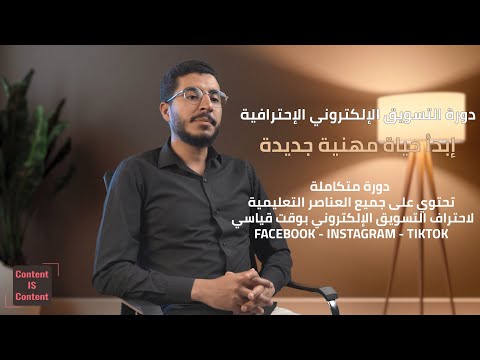 دورة التسويق الإلكتروني الإحترافية
إبدأ حياة مهنية جديدة
دورة متكاملة
تحتوي على جميع العناصر التعليمية
لاحتراف التسويق الإلكتروني بوقت قياسي
FACEBOOK - INSTAGRAM - TIKTOK
Content
IS
Content